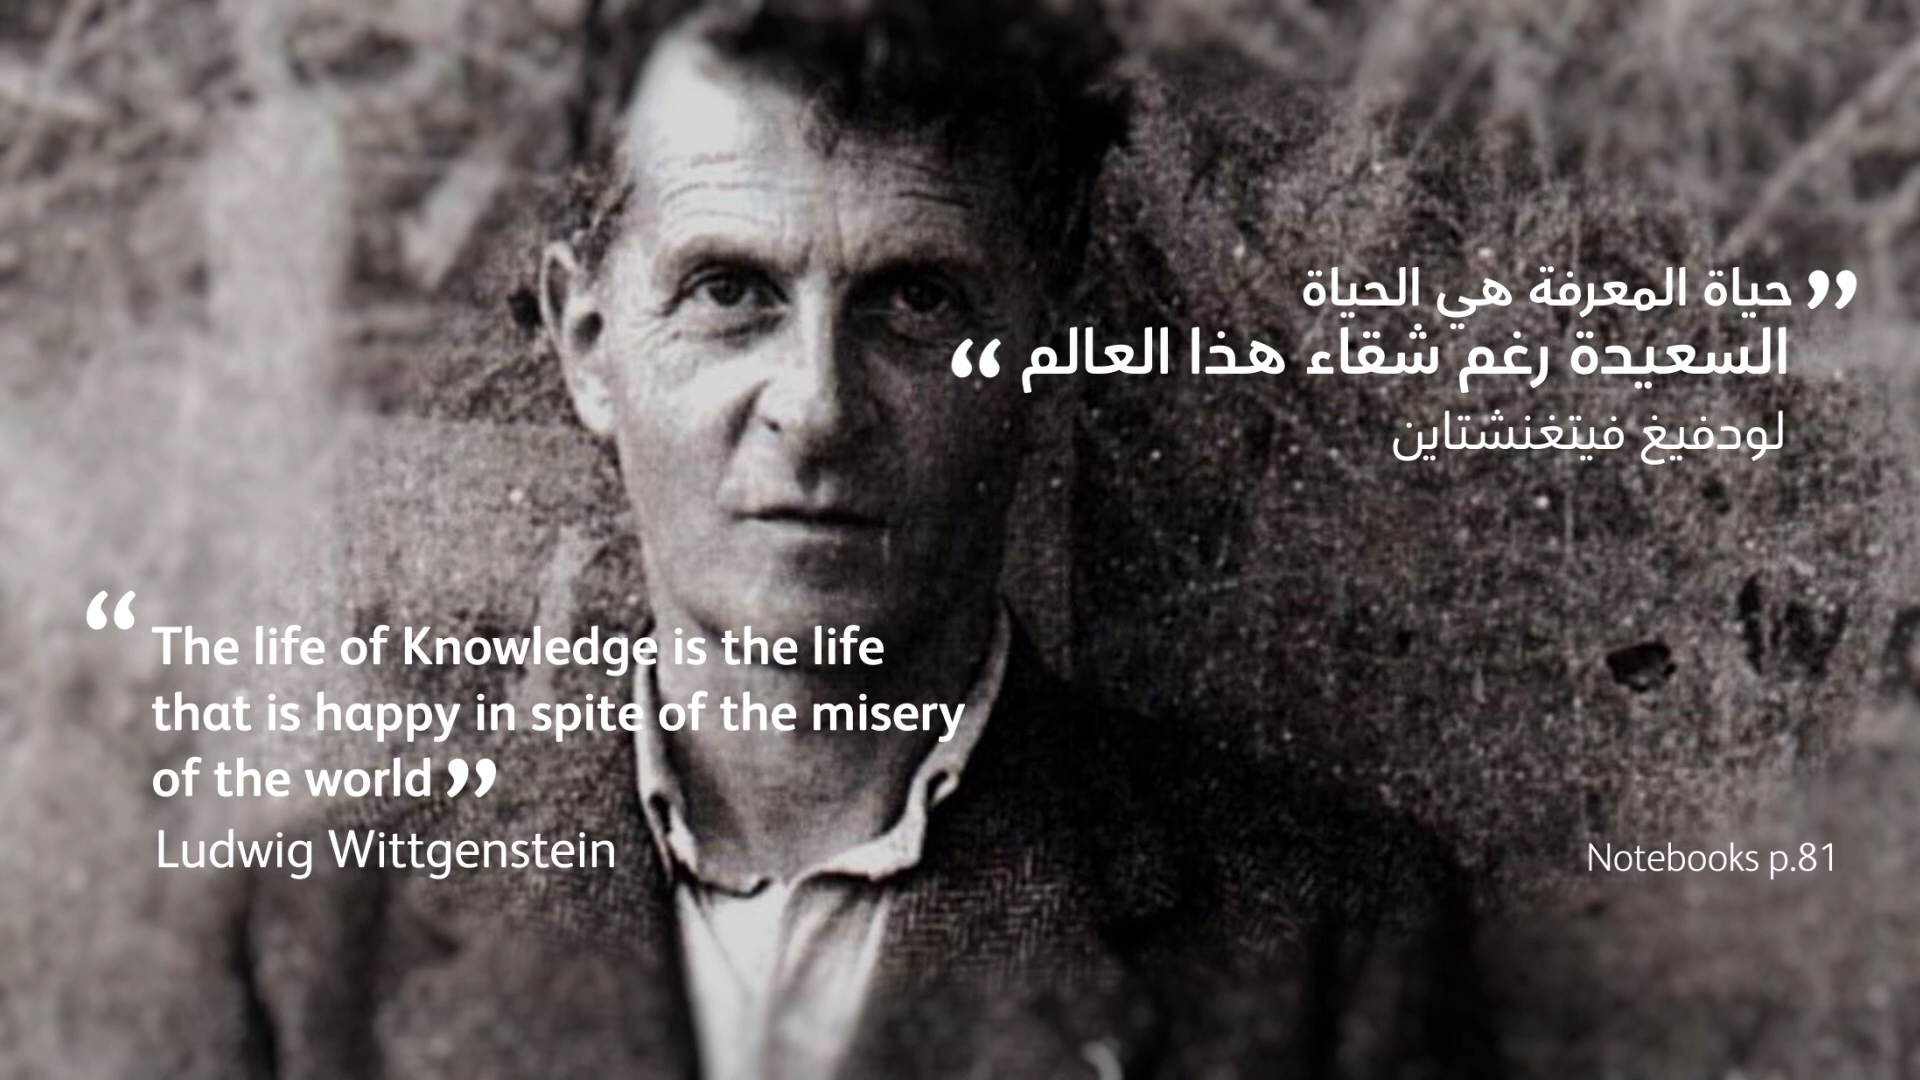 ”حياة المعرفة هي الحياة
السعيدة رغم شقاء هذا العالم“
لودفيغ فيتغنشتاين
“The life of Knowledge is the life
that is happy in spite of the misery
of the world”
Ludwig Wittgenstein
Notebooks p.81